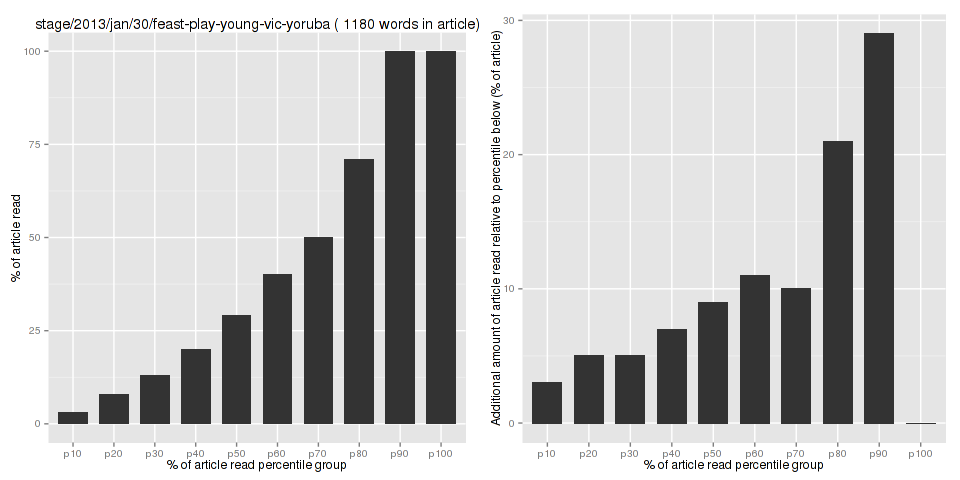 stage/2013/jan/30/feast-play-young-vic-yoruba ( 1180 words in article)
% of article read
100
75
50
25
0
p10 p20 p30 p40 p50 p60 p70 p80 p90 p100
% of article read percentile group
Additional amount of article read relative to percentile below (% of article)
30
20
10
0
p10 p20 p30 p40 p50 p60 p70 p80 p90 p100
% of article read percentile group